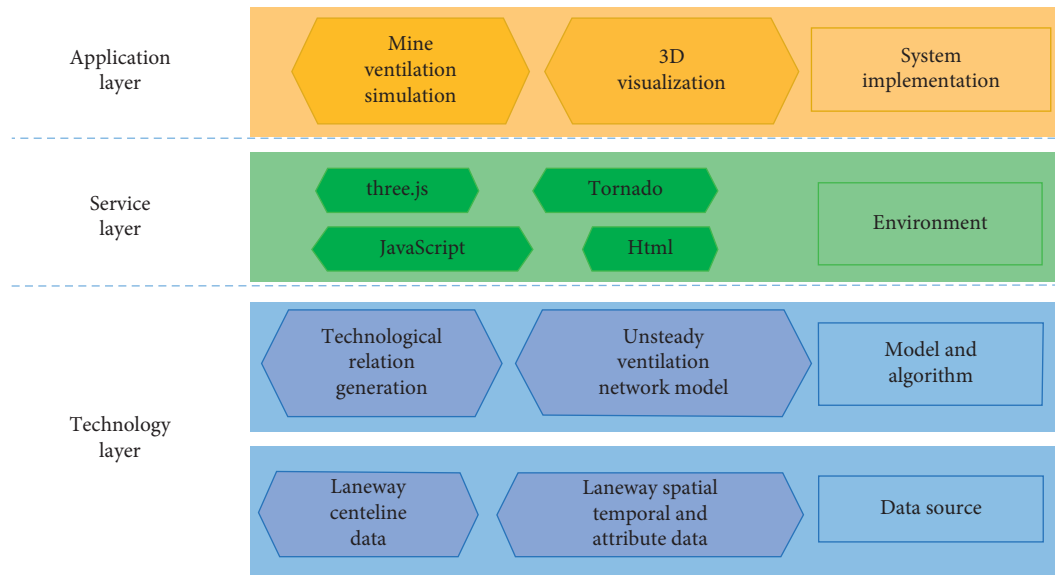 Application
layer
Mine
ventilation
simulation
3D
visualization
System
implementation
Service
layer
three.js
Tornado
JavaScript
Html
Environment
Technology
layer
Technological
relation
generation
Unsteady
ventilation
network model
Model and
algorithm
Laneway
centeline
data
Laneway spatial
temporal and
attribute data
Data source